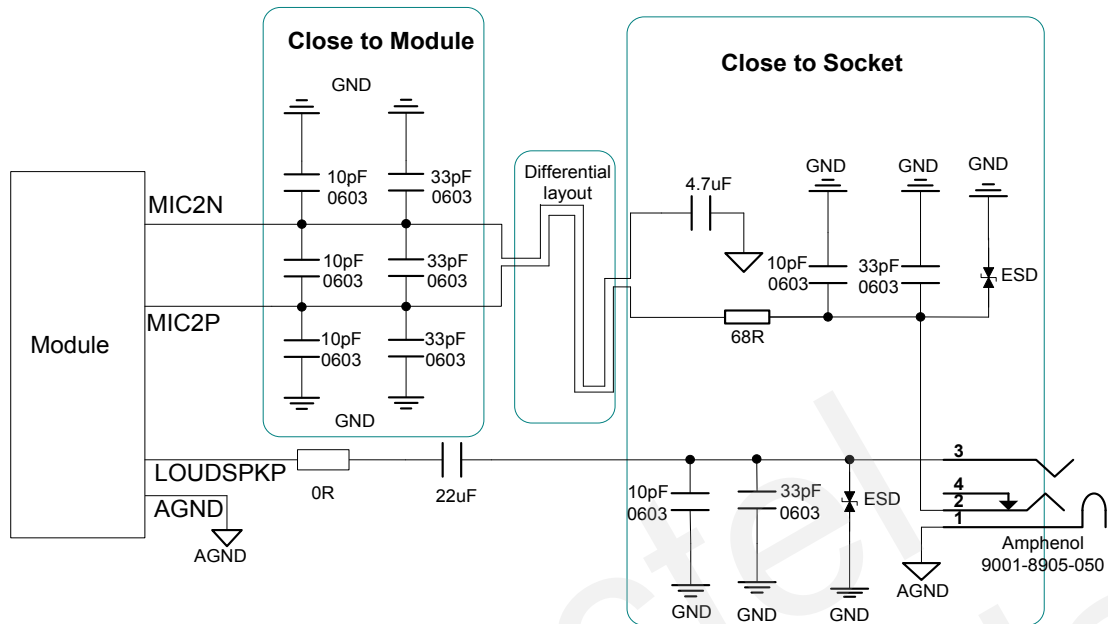 Close to Module
GND
10pF
0603
33pF
0603
MIC2N
10pF
0603
33pF
0603
MIC2P
10pF
0603
33pF
0603
GND
Module
LOUDSPKP
0R
22uF
AGND
AGND
Differential
layout
Close to Socket
4.7uF
GND
GND
GND
10pF
0603
33pF
0603
ESD
68R
10pF
0603
33pF
0603
ESD
3
4
2
1
Amphenol
9001-8905-050
AGND
GND
GND
GND